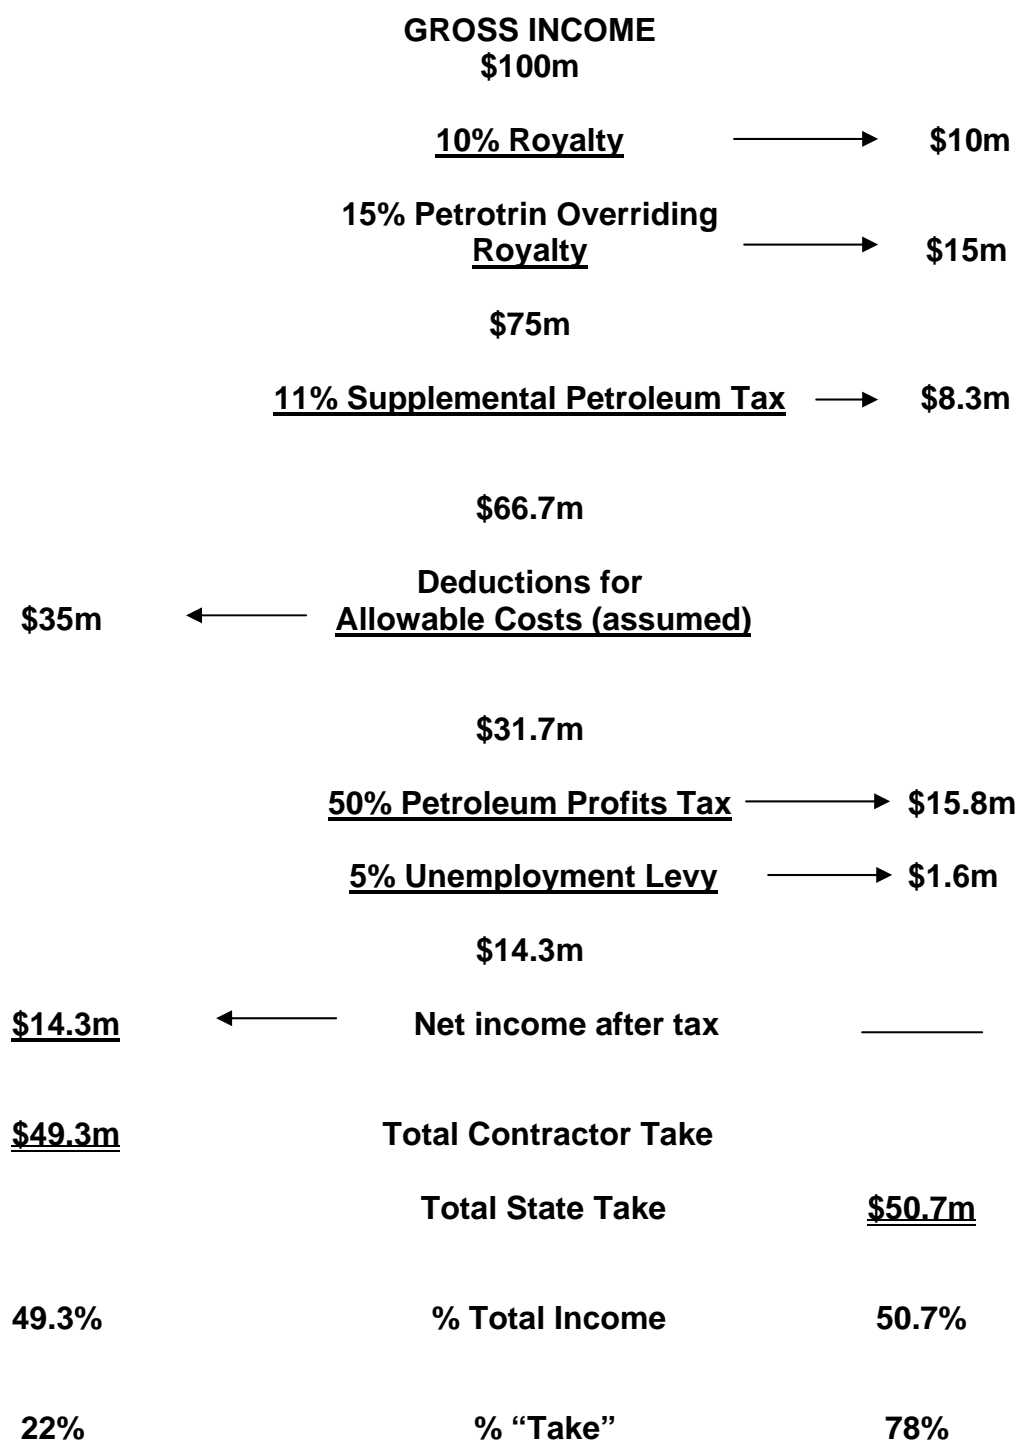 GROSS INCOME
$100m
10% Royalty $10m
15% Petrotrin Overriding
Royalty $15m
$75m
11% Supplemental Petroleum Tax $8.3m
$66.7m
Deductions for
$35m Allowable Costs (assumed)
$31.7m
50% Petroleum Profits Tax $15.8m
5% Unemployment Levy $1.6m
$14.3m
$14.3m Net income after tax
$49.3m Total Contractor Take
Total State Take $50.7m
49.3% % Total Income 50.7%
22% % “Take” 78%